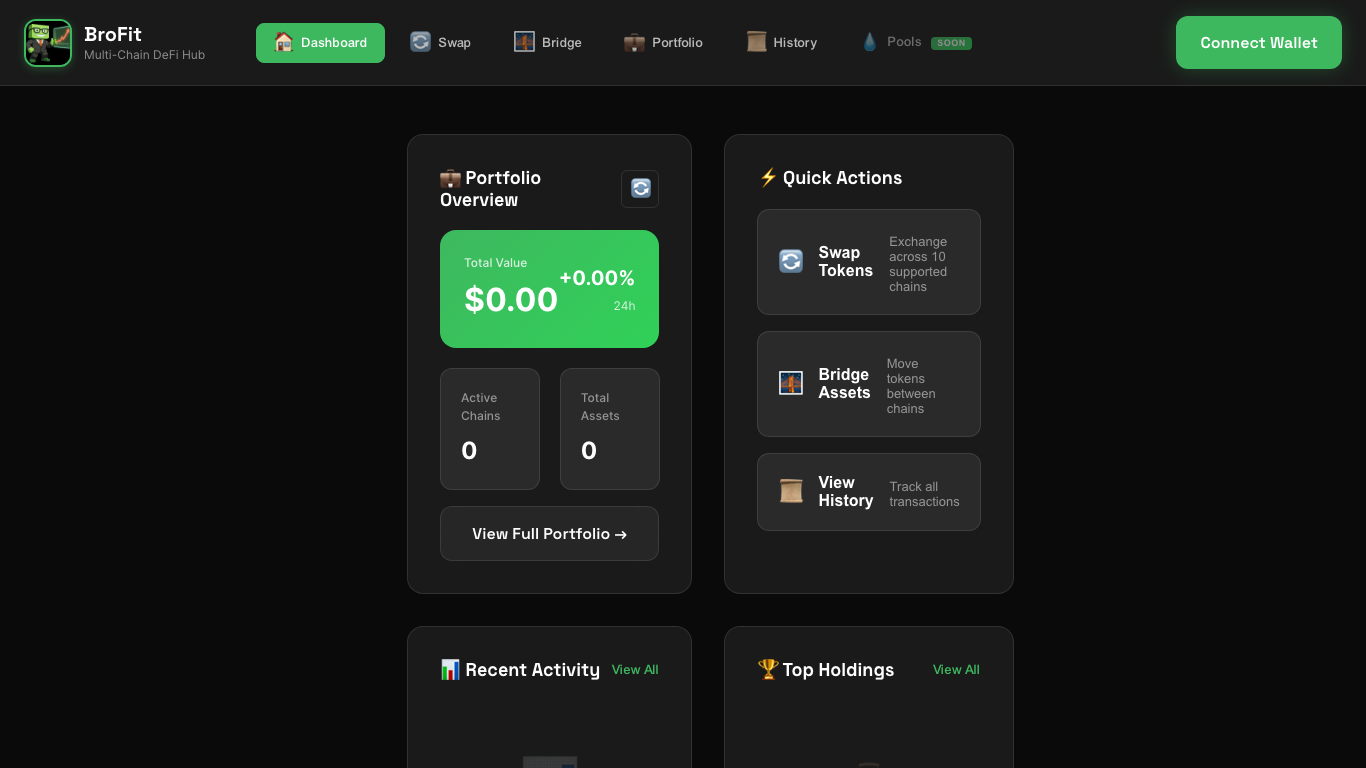 BroFit
Multi-Chain DeFi Hub
Dashboard
Swap
Bridge
Portfolio
History
Pools
SOON
Connect Wallet
Portfolio
Overview
Total Value
$0.00
+0.00%
24h
Active
Chains
0
Total
Assets
0
View Full Portfolio →
Quick Actions
Swap
Tokens
Exchange
across 10
supported
chains
Bridge
Assets
Move
tokens
between
chains
View
History
Track all
transactions
Recent Activity
View All
Top Holdings
View All